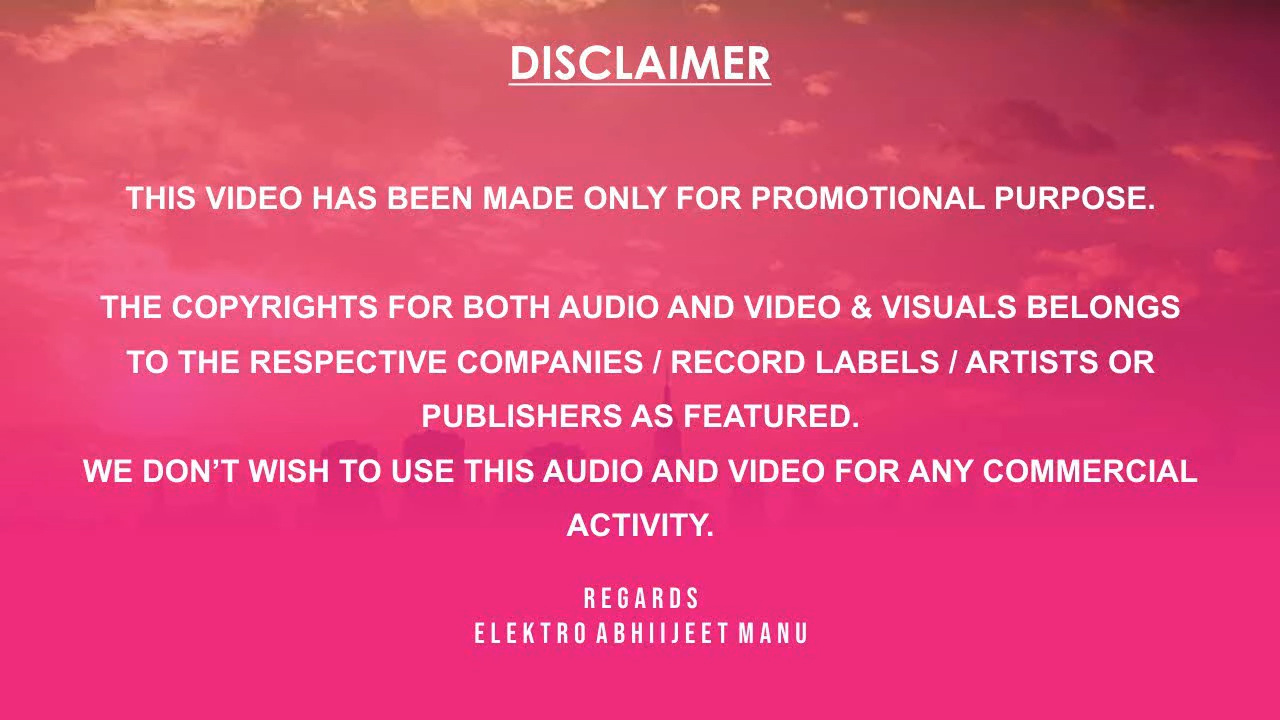 DISCLAIMER
THIS VIDEO HAS BEEN MADE ONLY FOR PROMOTIONAL PURPOSE.
THE COPYRIGHTS FOR BOTH AUDIO AND VIDEO & VISUALS BELONGS
TO THE RESPECTIVE COMPANIES / RECORD LABELS / ARTISTS OR
PUBLISHERS AS FEATURED.
WE DON’T WISH TO USE THIS AUDIO AND VIDEO FOR ANY COMMERCIAL
ACTIVITY.
REGARDS
ELEKTRO ABHIIJEET MANU